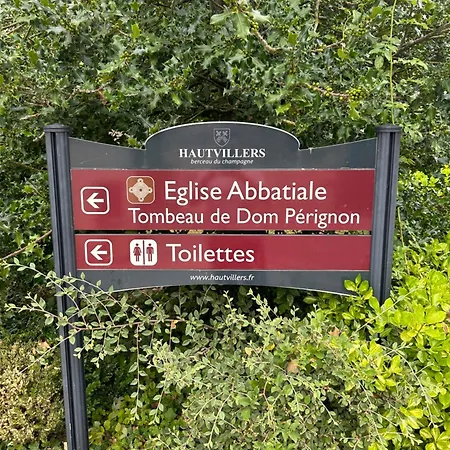 HAUTVILLERS
berceau du champagne
Eglise Abbatiale
Tombeau de Dom Pérignon
Toilettes
www.hautvillers.fr